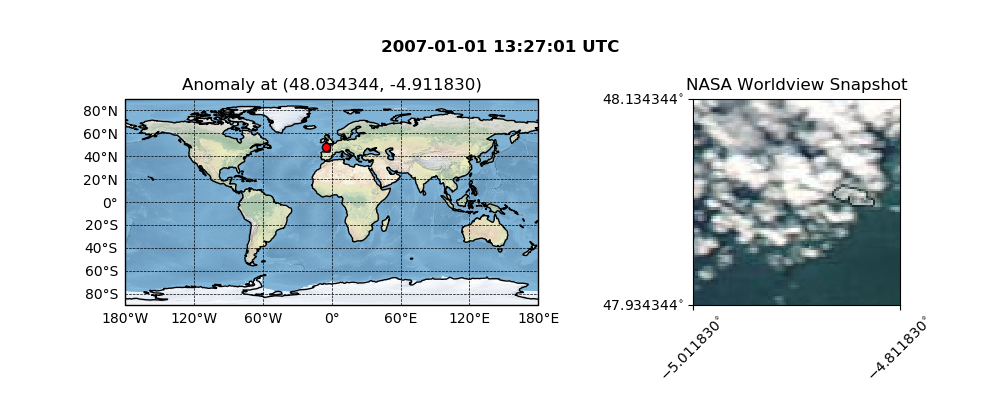 2007-01-01 13:27:01 UTC
Anomaly at (48.034344, -4.911830)
NASA Worldview Snapshot
80°N
60°N
40°N
20°N
0°
20°S
40°S
60°S
80°S
180°W 120°W 60°W 0° 60°E 120°E 180°E
48.134344°
47.934344°
−5.011830°
−4.811830°